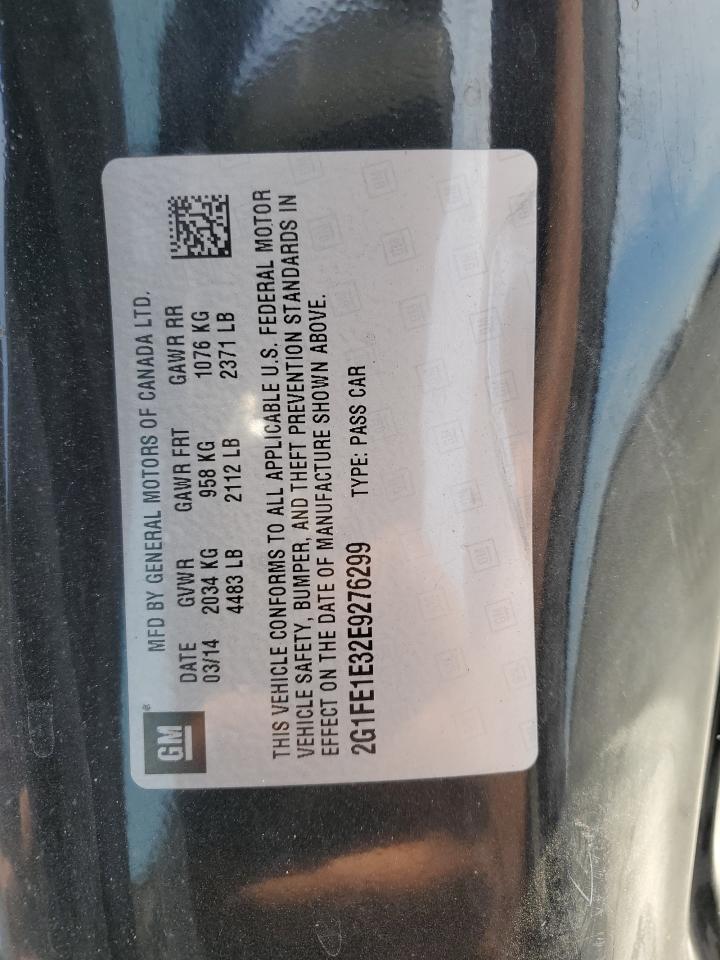 GM®
MFD BY GENERAL MOTORS OF CANADA LTD.
DATE GVWR GAWR FRT GAWR RR
03/14 2034 KG 958 KG 1076 KG
4483 LB 2112 LB 2371 LB
THIS VEHICLE CONFORMS TO ALL APPLICABLE U.S. FEDERAL MOTOR
VEHICLE SAFETY, BUMPER, AND THEFT PREVENTION STANDARDS IN
EFFECT ON THE DATE OF MANUFACTURE SHOWN ABOVE.
2G1FE1E32E9276299 TYPE: PASS CAR